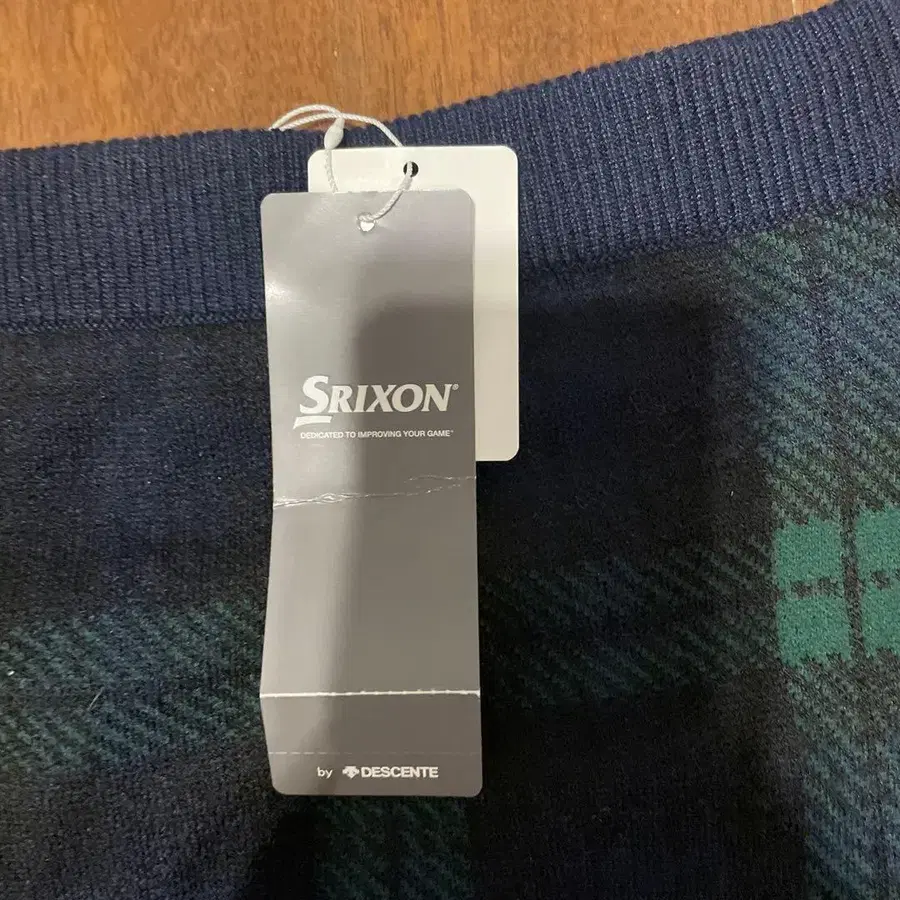 SRIXON®
DEDICATED TO IMPROVING YOUR GAME™
by DESCENTE